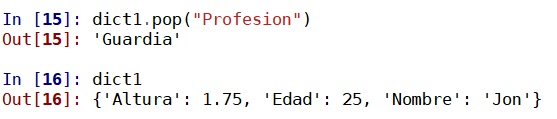 In [15]: dict1.pop("Profesion")
Out[15]: 'Guardia'
In [16]: dict1
Out[16]: {'Altura': 1.75, 'Edad': 25, 'Nombre': 'Jon'}